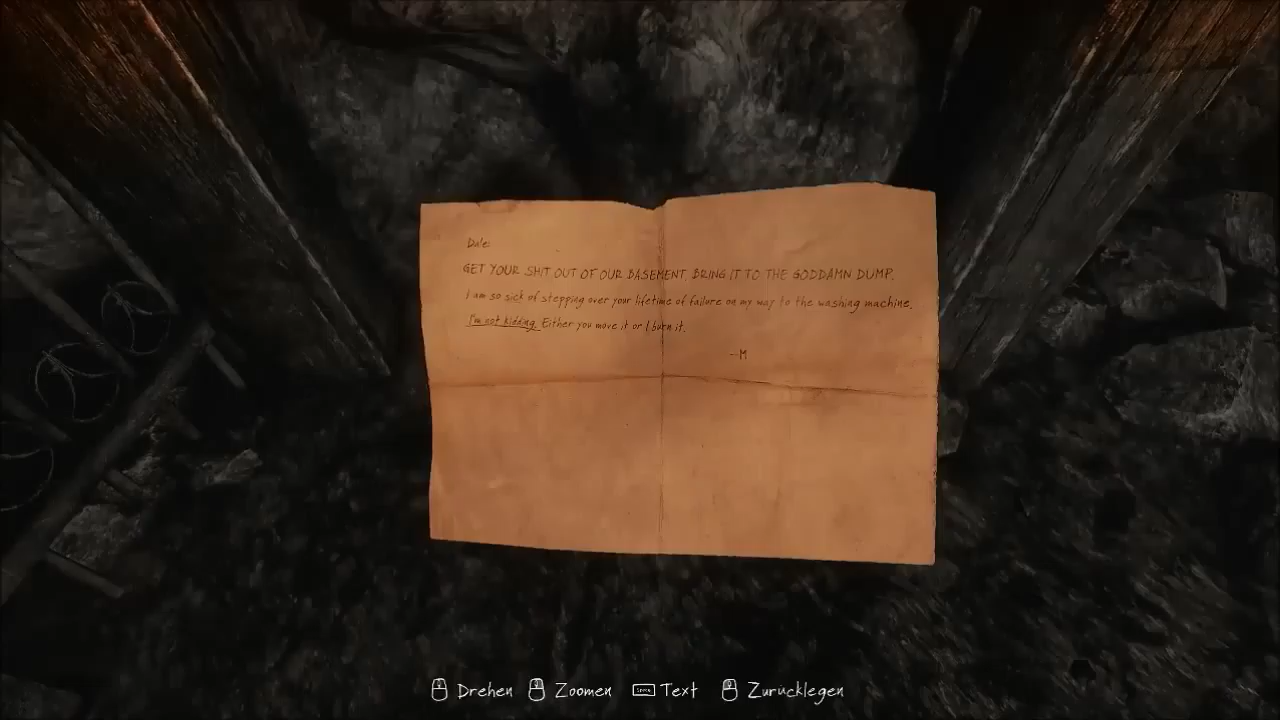 Dale:
GET YOUR SHIT OUT OF OUR BASEMENT. BRING IT TO THE GODDAMN DUMP.
I am so sick of stepping over your lifetime of failure on my way to the washing machine.
I'm not kidding. Either you move it or I burn it.
--M
Drehen Zoomen Text Zurücklegen